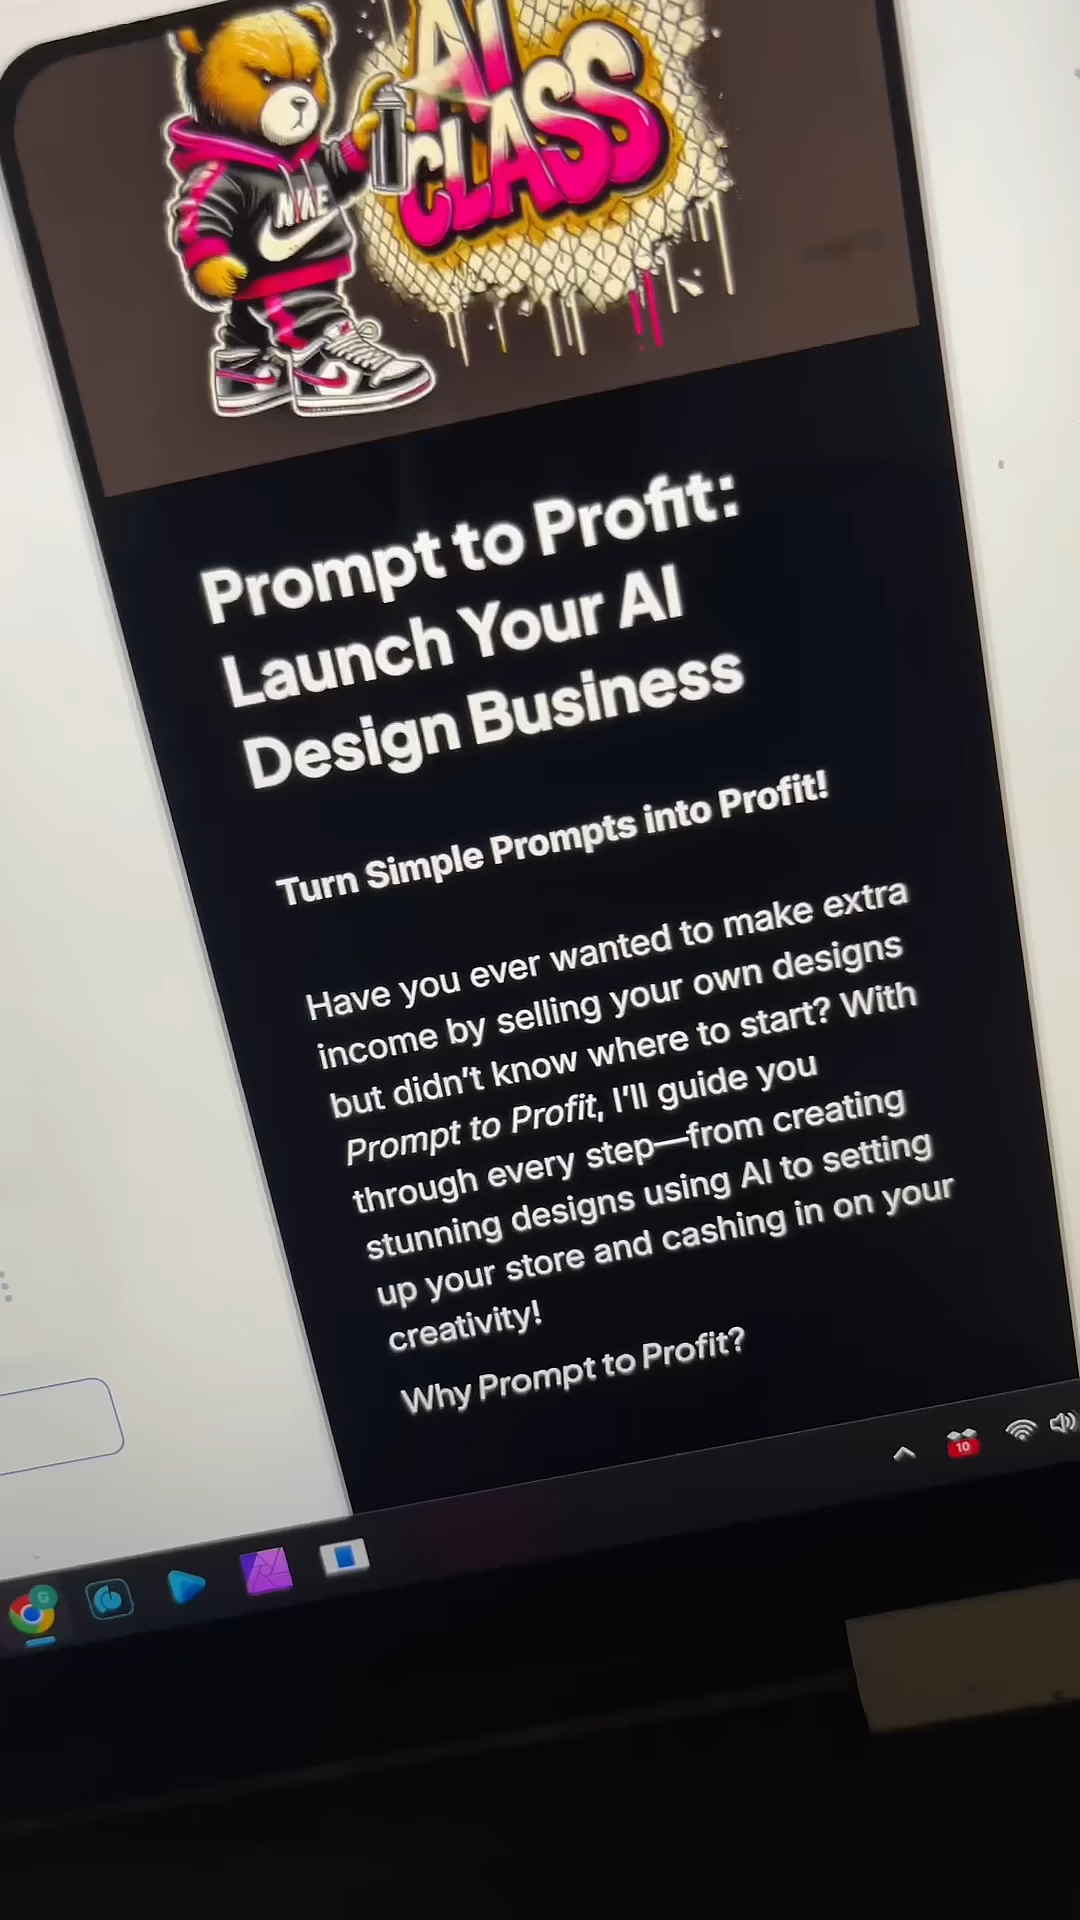 AI
CLASS
NIKE
Prompt to Profit:
Launch Your AI
Design Business
Turn Simple Prompts into Profit!
Have you ever wanted to make extra
income by selling your own designs
but didn't know where to start? With
Prompt to Profit, I'll guide you
through every step—from creating
stunning designs using AI to setting
up your store and cashing in on your
creativity!
Why Prompt to Profit?
10
G